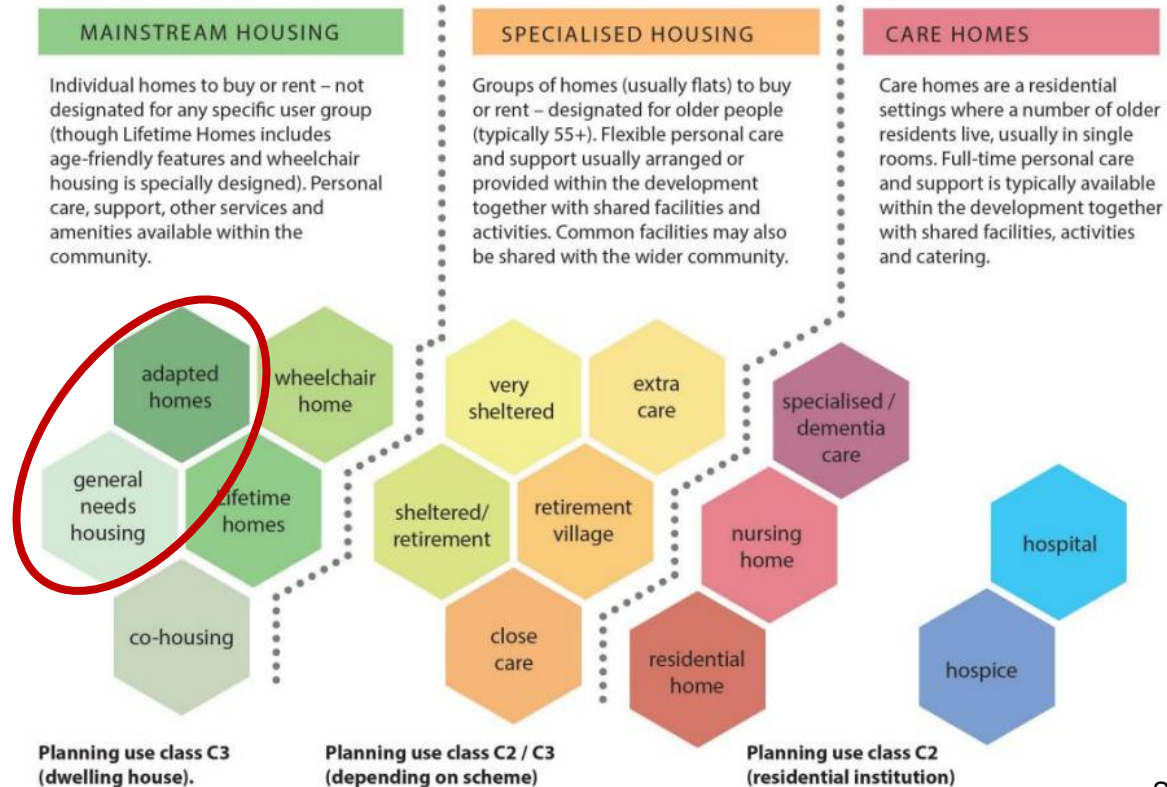 MAINSTREAM HOUSING
Individual homes to buy or rent – not
designated for any specific user group
(though Lifetime Homes includes
age-friendly features and wheelchair
housing is specially designed). Personal
care, support, other services and
amenities available within the
community.
SPECIALISED HOUSING
Groups of homes (usually flats) to buy
or rent – designated for older people
(typically 55+). Flexible personal care
and support usually arranged or
provided within the development
together with shared facilities and
activities. Common facilities may also
be shared with the wider community.
CARE HOMES
Care homes are a residential
settings where a number of older
residents live, usually in single
rooms. Full-time personal care
and support is typically available
within the development together
with shared facilities, activities
and catering.
adapted
homes
wheelchair
home
general
needs
housing
Lifetime
homes
co-housing
very
sheltered
extra
care
sheltered/
retirement
retirement
village
close
care
specialised /
dementia
care
nursing
home
residential
home
hospital
hospice
Planning use class C3
(dwelling house).
Planning use class C2 / C3
(depending on scheme)
Planning use class C2
(residential institution)